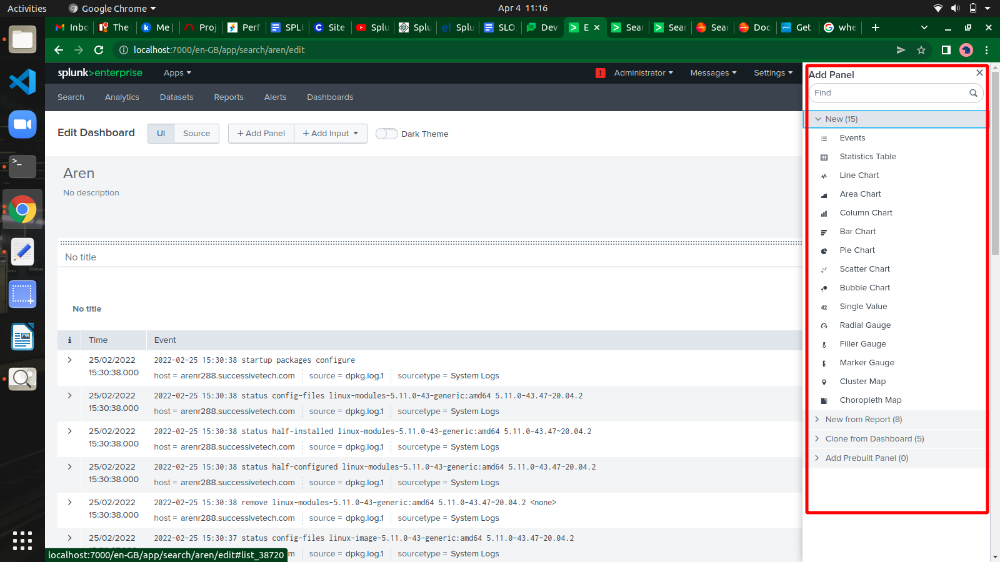 Activities
Google Chrome
Apr 4 11:16
Inbo
The
Me |
Proj
Perf
SPLU
Site
Splu
Splu
Splu
SLO
Dev
E
Sear
Sear
Sear
Doc
Get
whe
localhost:7000/en-GB/app/search/aren/edit
splunk>enterprise
Apps
Administrator
Messages
Settings
Search
Analytics
Datasets
Reports
Alerts
Dashboards
Edit Dashboard
UI
Source
+ Add Panel
+ Add Input
Dark Theme
Aren
No description
No title
No title
i
Time
Event
25/02/2022
15:30:38.000
2022-02-25 15:30:38 startup packages configure
host = arenr288.successivetech.com source = dpkg.log.1 sourcetype = System Logs
25/02/2022
15:30:38.000
2022-02-25 15:30:38 status config-files linux-modules-5.11.0-43-generic:amd64 5.11.0-43.47~20.04.2
host = arenr288.successivetech.com source = dpkg.log.1 sourcetype = System Logs
25/02/2022
15:30:38.000
2022-02-25 15:30:38 status half-installed linux-modules-5.11.0-43-generic:amd64 5.11.0-43.47~20.04.2
host = arenr288.successivetech.com source = dpkg.log.1 sourcetype = System Logs
25/02/2022
15:30:38.000
2022-02-25 15:30:38 status half-configured linux-modules-5.11.0-43-generic:amd64 5.11.0-43.47~20.04.2
host = arenr288.successivetech.com source = dpkg.log.1 sourcetype = System Logs
25/02/2022
15:30:38.000
2022-02-25 15:30:38 remove linux-modules-5.11.0-43-generic:amd64 5.11.0-43.47~20.04.2 <none>
host = arenr288.successivetech.com source = dpkg.log.1 sourcetype = System Logs
25/02/2022
2022-02-25 15:30:37 status config-files linux-image-5.11.0-43-generic:amd64 5.11.0-43.47~20.04.2
m source = dpkg.log.1 sourcetype = System Logs
localhost:7000/en-GB/app/search/aren/edit#list_38720
Add Panel
Find
New (15)
Events
Statistics Table
Line Chart
Area Chart
Column Chart
Bar Chart
Pie Chart
Scatter Chart
Bubble Chart
42 Single Value
Radial Gauge
Filler Gauge
Marker Gauge
Cluster Map
Choropleth Map
New from Report (8)
Clone from Dashboard (5)
Add Prebuilt Panel (0)